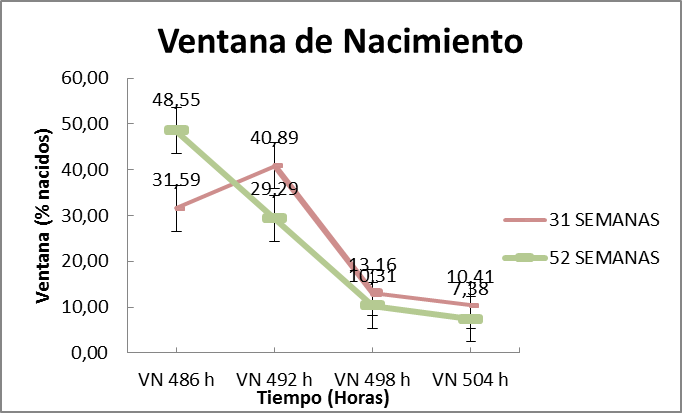 Ventana de Nacimiento
60,00
50,00
40,00
30,00
20,00
10,00
0,00
Ventana (% nacidos)
48,55
31,59
40,89
29,29
13,16
10,31
10,41
7,38
31 SEMANAS
52 SEMANAS
VN 486 h VN 492 h VN 498 h VN 504 h
Tiempo (Horas)